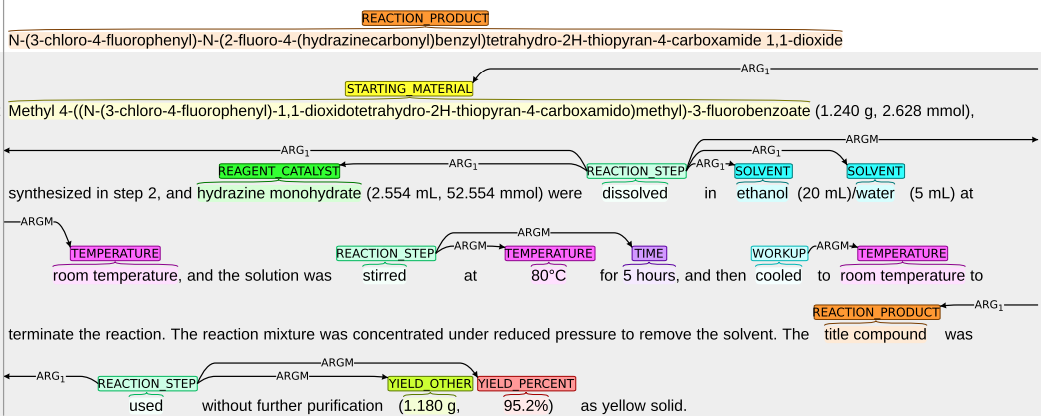 REACTION_PRODUCT
N-(3-chloro-4-fluorophenyl)-N-(2-fluoro-4-(hydrazinecarbonyl)benzyl)tetrahydro-2H-thiopyran-4-carboxamide 1,1-dioxide
ARG1
STARTING_MATERIAL
Methyl 4-((N-(3-chloro-4-fluorophenyl)-1,1-dioxidotetrahydro-2H-thiopyran-4-carboxamido)methyl)-3-fluorobenzoate (1.240 g, 2.628 mmol),
ARGM
ARG1 ARG1
REAGENT_CATALYST ARG1 REACTION_STEP ARG1 SOLVENT SOLVENT
synthesized in step 2, and hydrazine monohydrate (2.554 mL, 52.554 mmol) were dissolved in ethanol (20 mL)/water (5 mL) at
ARGM ARGM
TEMPERATURE REACTION_STEP ARGM TEMPERATURE TIME WORKUP ARGM TEMPERATURE
room temperature, and the solution was stirred at 80°C for 5 hours, and then cooled to room temperature to
REACTION_PRODUCT ARG1
terminate the reaction. The reaction mixture was concentrated under reduced pressure to remove the solvent. The title compound was
ARGM
ARG1 REACTION_STEP ARGM YIELD_OTHER YIELD_PERCENT
used without further purification (1.180 g, 95.2%) as yellow solid.